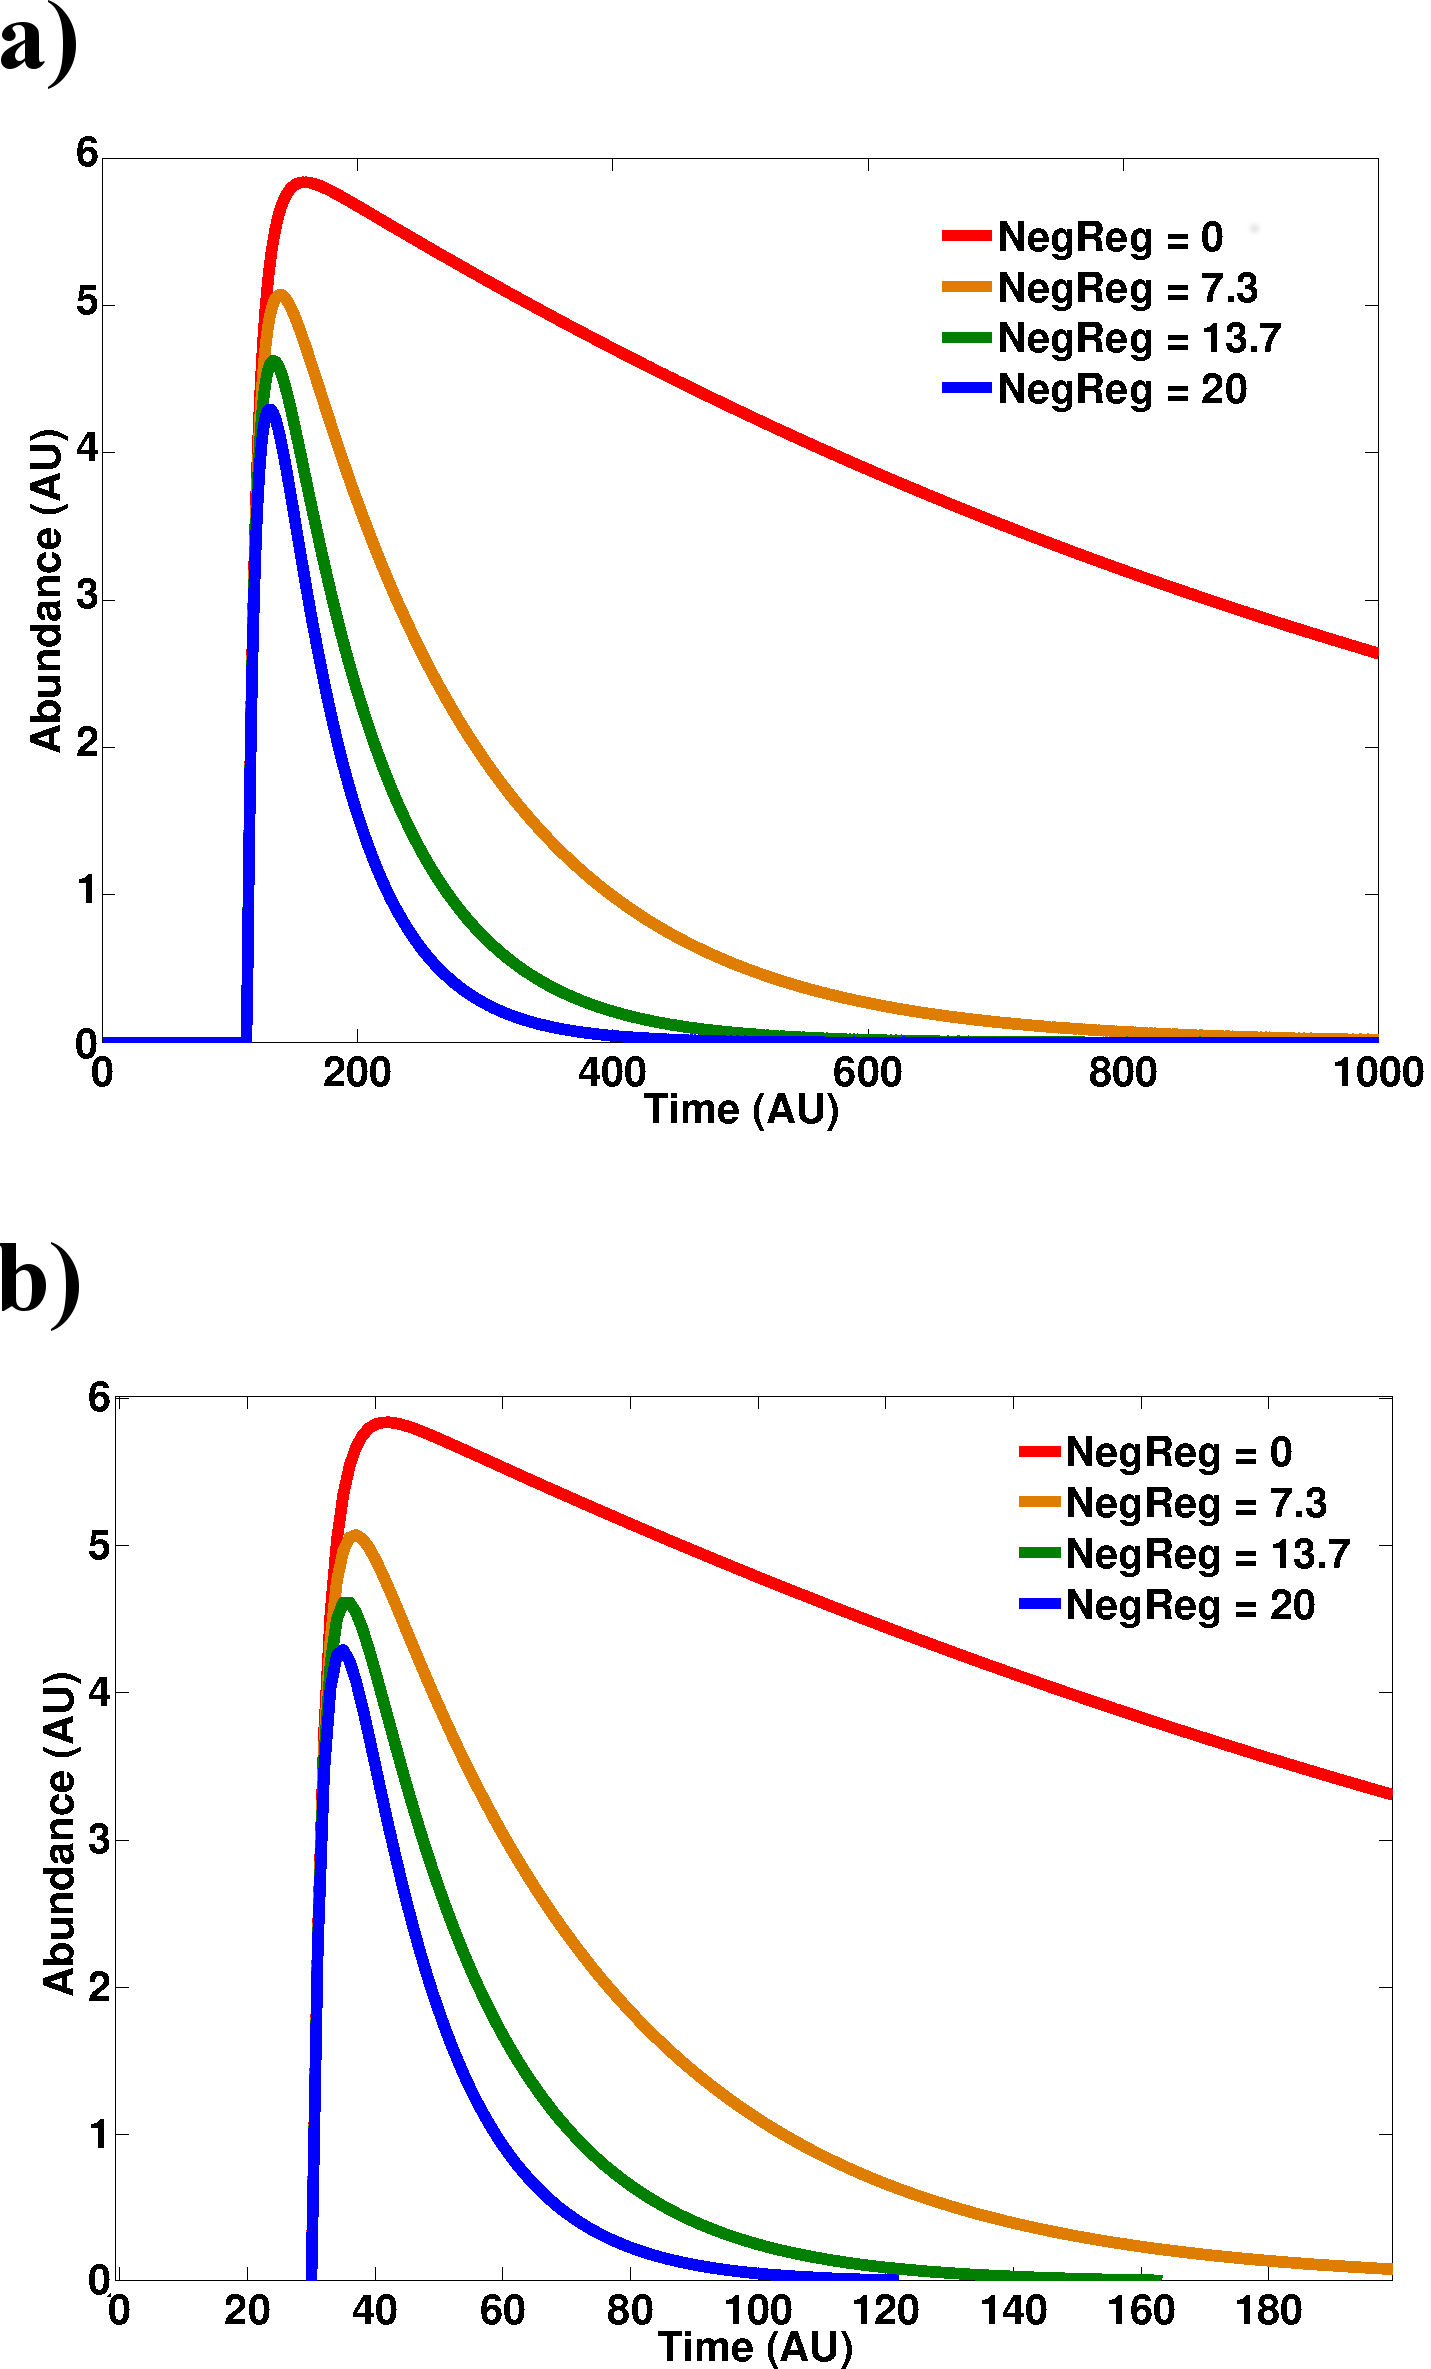 a)
6
5
4
3
2
1
0
Abundance (AU)
NegReg = 0
NegReg = 7.3
NegReg = 13.7
NegReg = 20
0 200 400 600 800 1000
Time (AU)
b)
6
5
4
3
2
1
0
Abundance (AU)
NegReg = 0
NegReg = 7.3
NegReg = 13.7
NegReg = 20
0 20 40 60 80 100 120 140 160 180
Time (AU)